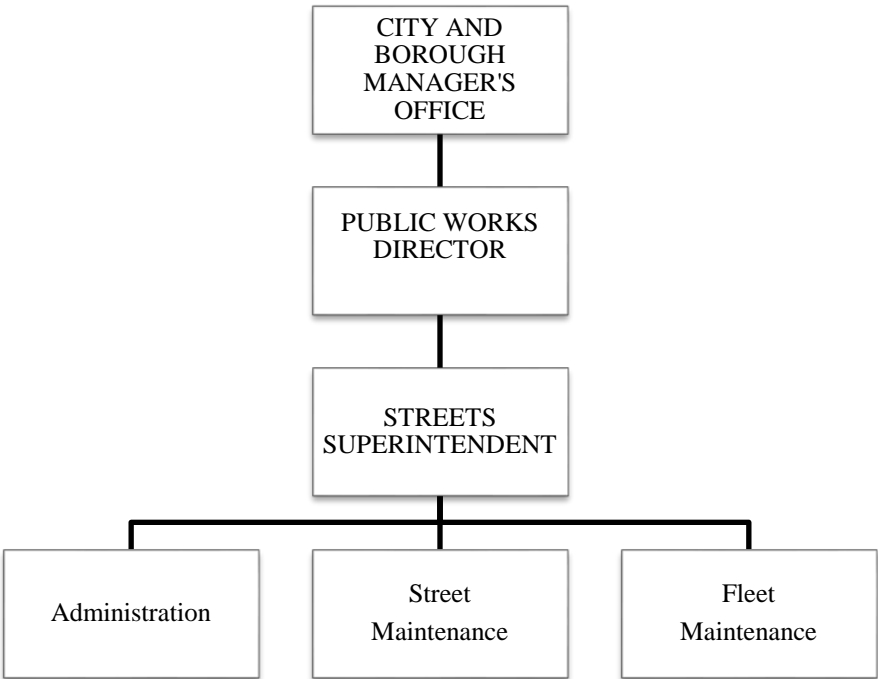 CITY AND
BOROUGH
MANAGER'S
OFFICE
PUBLIC WORKS
DIRECTOR
STREETS
SUPERINTENDENT
Administration
Street
Maintenance
Fleet
Maintenance